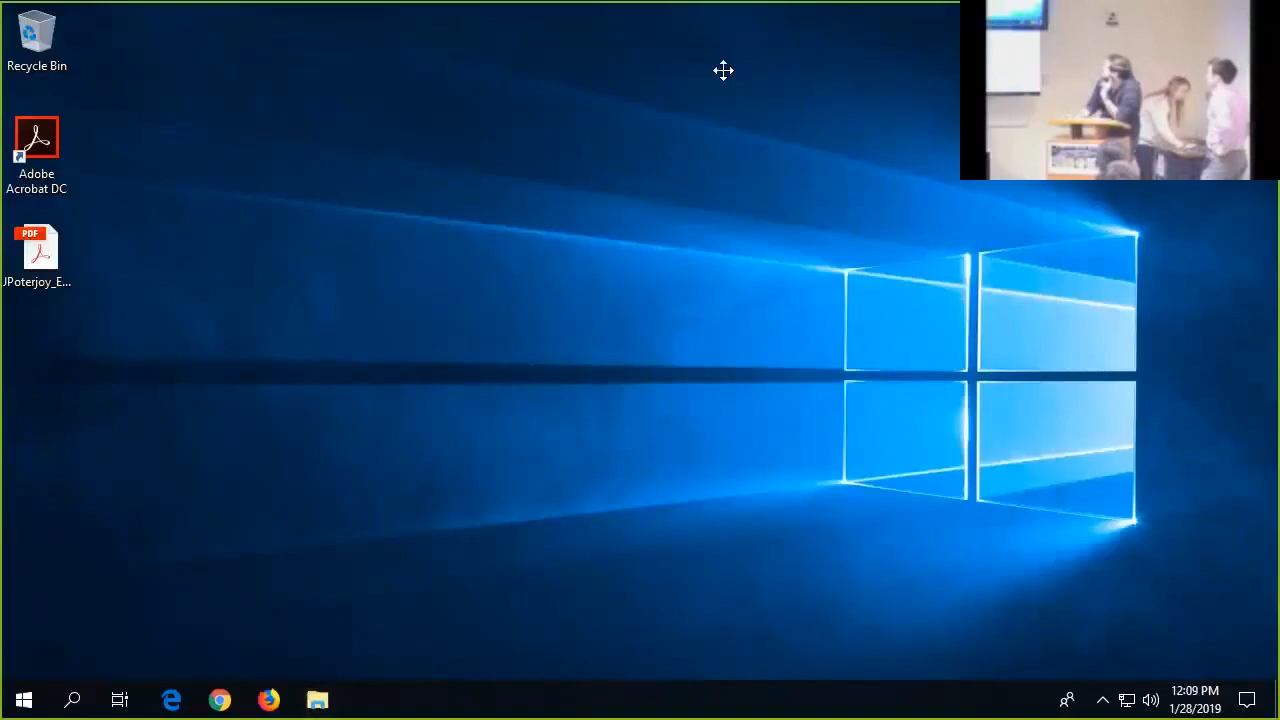 Recycle Bin
Adobe
Acrobat DC
PDF
JPoterjoy_E...
12:09 PM
1/28/2019